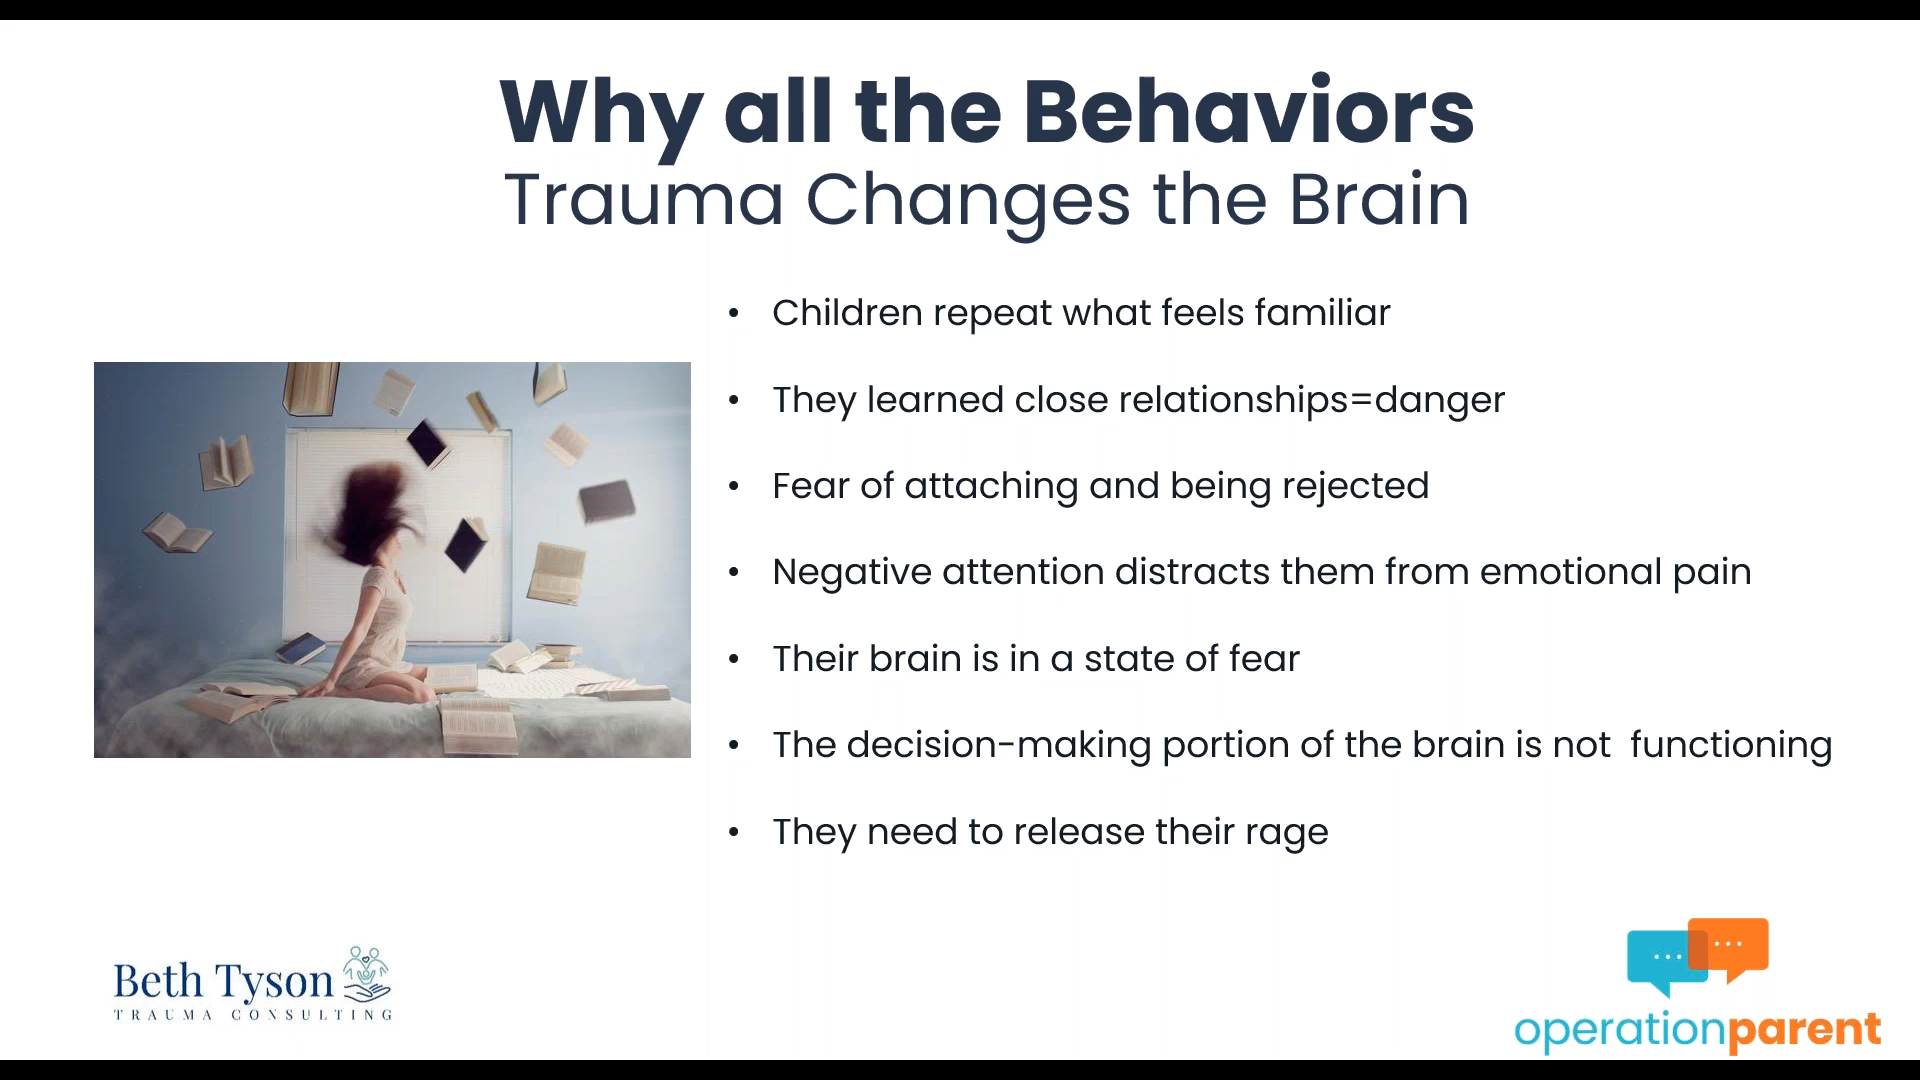 Why all the Behaviors
Trauma Changes the Brain
• Children repeat what feels familiar
• They learned close relationships=danger
• Fear of attaching and being rejected
• Negative attention distracts them from emotional pain
• Their brain is in a state of fear
• The decision-making portion of the brain is not  functioning
• They need to release their rage
Beth Tyson
TRAUMA CONSULTING
operationparent